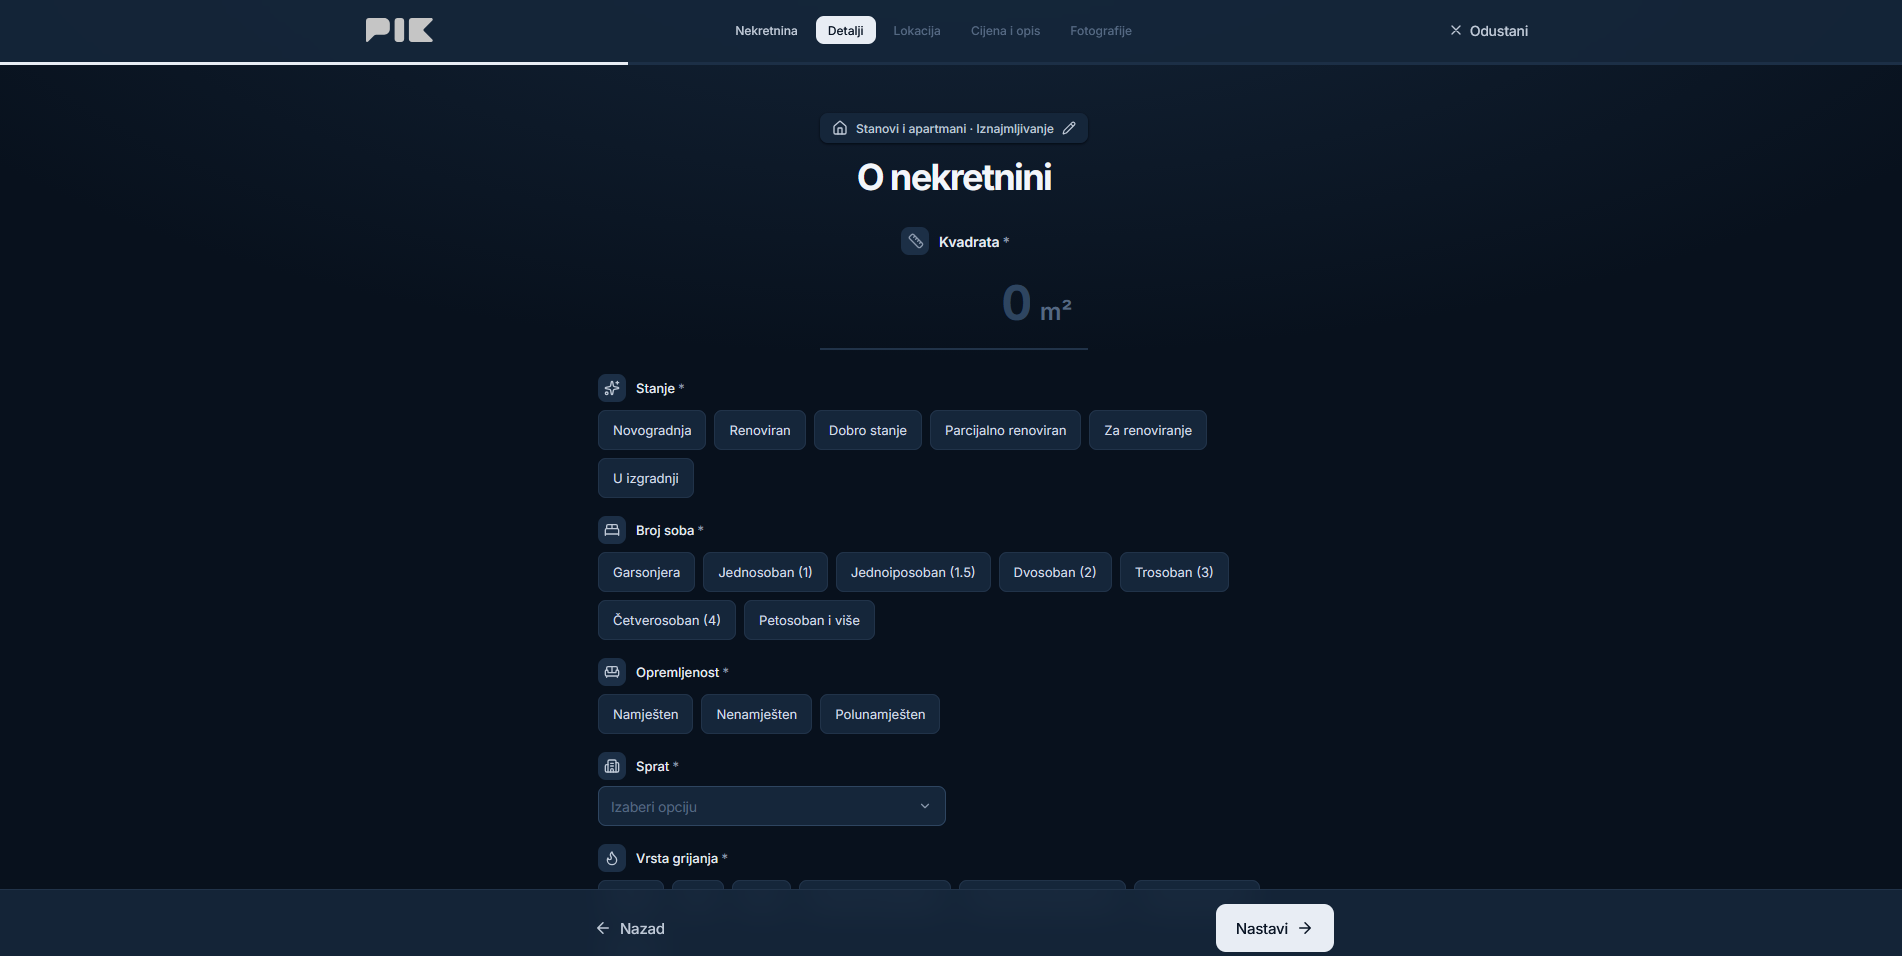 PIK
Nekretnina
Detalji
Lokacija
Cijena i opis
Fotografije
Odustani
Stanovi i apartmani · Iznajmljivanje
O nekretnini
Kvadrata *
0 m²
Stanje *
Novogradnja
Renoviran
Dobro stanje
Parcijalno renoviran
Za renoviranje
U izgradnji
Broj soba *
Garsonjera
Jednosoban (1)
Jednoiposoban (1.5)
Dvosoban (2)
Trosoban (3)
Četverosoban (4)
Petosoban i više
Opremljenost *
Namješten
Nenamješten
Polunamješten
Sprat *
Izaberi opciju
Vrsta grijanja *
Nazad
Nastavi